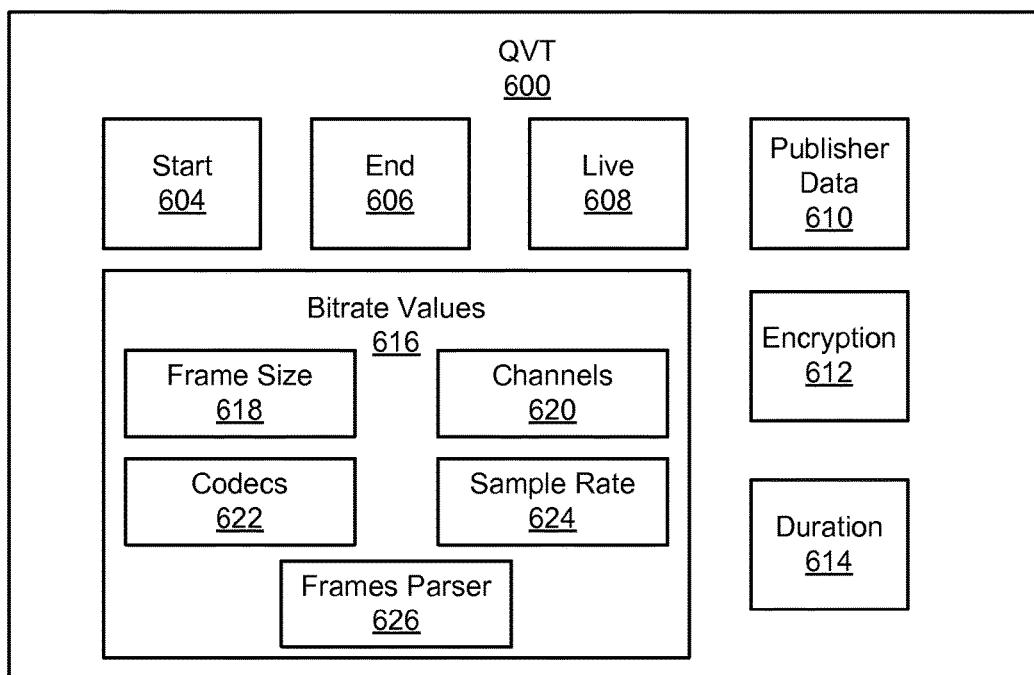 QVT
600
Start
604
End
606
Live
608
Publisher
Data
610
Bitrate Values
616
Frame Size
618
Channels
620
Codecs
622
Sample Rate
624
Frames Parser
626
Encryption
612
Duration
614